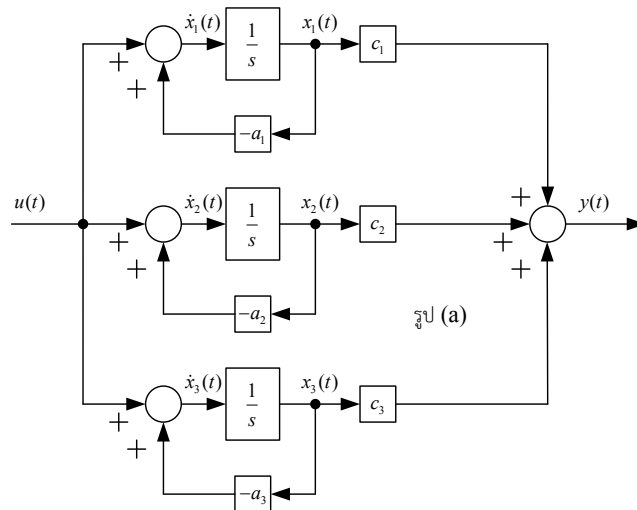 ẋ₁(t) 1/s x₁(t) c₁
+
+
−a₁
u(t) ẋ₂(t) 1/s x₂(t) c₂ + y(t)
+ +
+ +
−a₂
รูป (a)
ẋ₃(t) 1/s x₃(t) c₃
+
+
−a₃